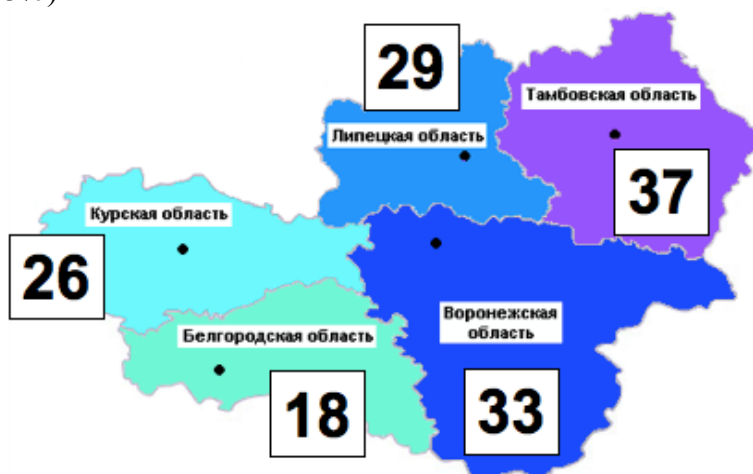 29
Тамбовская область
Липецкая область
37
Курская область
26
Воронежская
область
Белгородская область
18
33